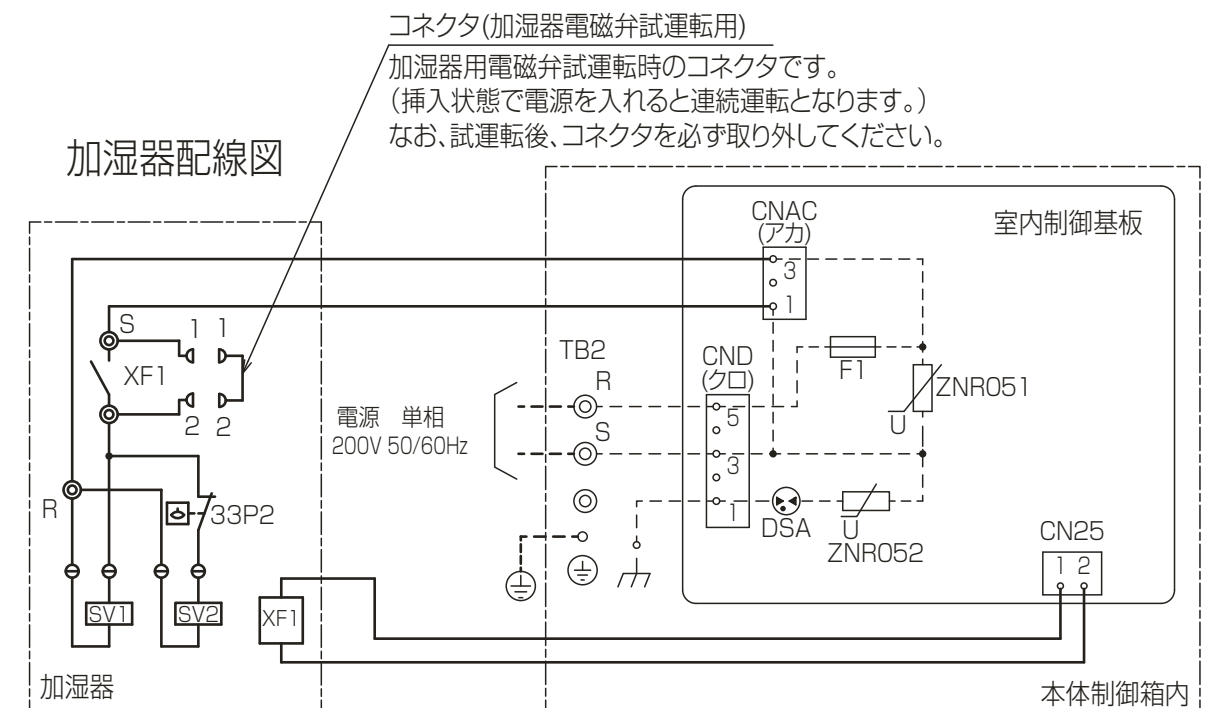 コネクタ(加湿器電磁弁試運転用)
加湿器用電磁弁試運転時のコネクタです。
(挿入状態で電源を入れると連続運転となります。)
なお、試運転後、コネクタを必ず取り外してください。
加湿器配線図
CNAC
(アカ)
3
1
室内制御基板
S
1 1
XF1
2 2
TB2
R
S
CND
(クロ)
5
3
1
F1
ZNR051
U
電源 単相
200V 50/60Hz
R
33P2
DSA
U
ZNR052
CN25
1 2
SV1
SV2
XF1
加湿器
本体制御箱内